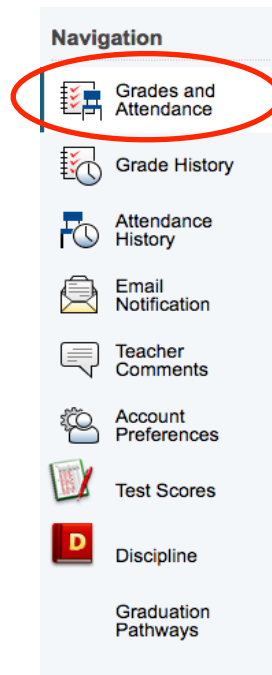 Navigation
Grades and
Attendance
Grade History
Attendance
History
Email
Notification
Teacher
Comments
Account
Preferences
Test Scores
D
Discipline
Graduation
Pathways